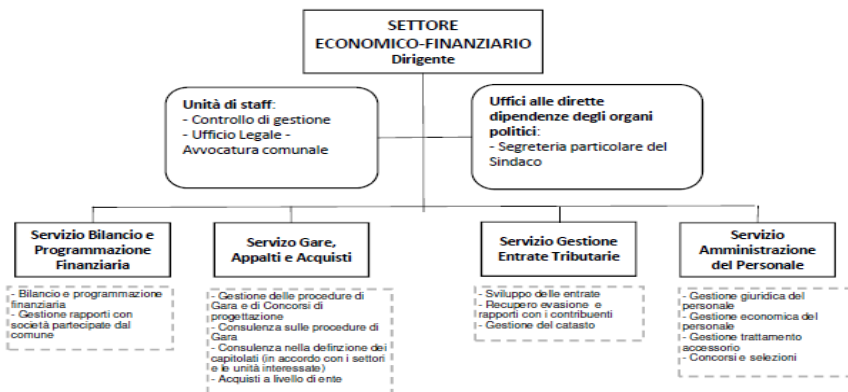 SETTORE
ECONOMICO-FINANZIARIO
Dirigente
Unità di staff:
- Controllo di gestione
- Ufficio Legale -
Avvocatura comunale
Uffici alle dirette
dipendenze degli organi
politici:
- Segreteria particolare del
Sindaco
Servizio Bilancio e
Programmazione
Finanziaria
- Bilancio e programmazione
finanziaria
- Gestione rapporti con
società partecipate dal
comune
Servizo Gare,
Appalti e Acquisti
- Gestione delle procedure di
Gara e di Concorsi di
progettazione
- Consulenza sulle procedure di
Gara
- Consulenza nella definzione dei
capitolati (in accordo con i settori
e le unità interessate)
- Acquisti a livello di ente
Servizio Gestione
Entrate Tributarie
- Sviluppo delle entrate
- Recupero evasione e
rapporti con i contribuenti
- Gestione del catasto
Servizio
Amministrazione
del Personale
- Gestione giuridica del
personale
- Gestione economica del
personale
- Gestione trattamento
accessorio
- Concorsi e selezioni